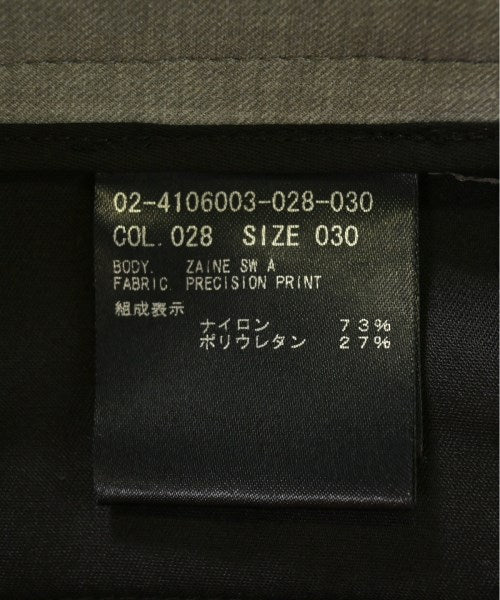 02-4106003-028-030
COL. 028 SIZE 030
BODY. ZAINE SW A
FABRIC. PRECISION PRINT
組成表示
ナイロン 73%
ポリウレタン 27%